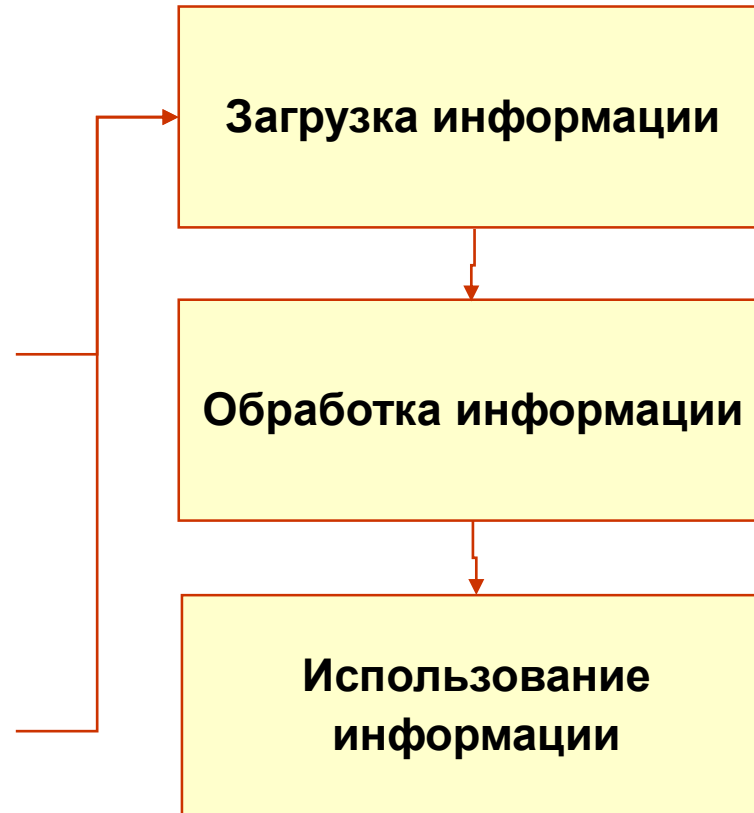 Загрузка информации
Обработка информации
Использование
информации